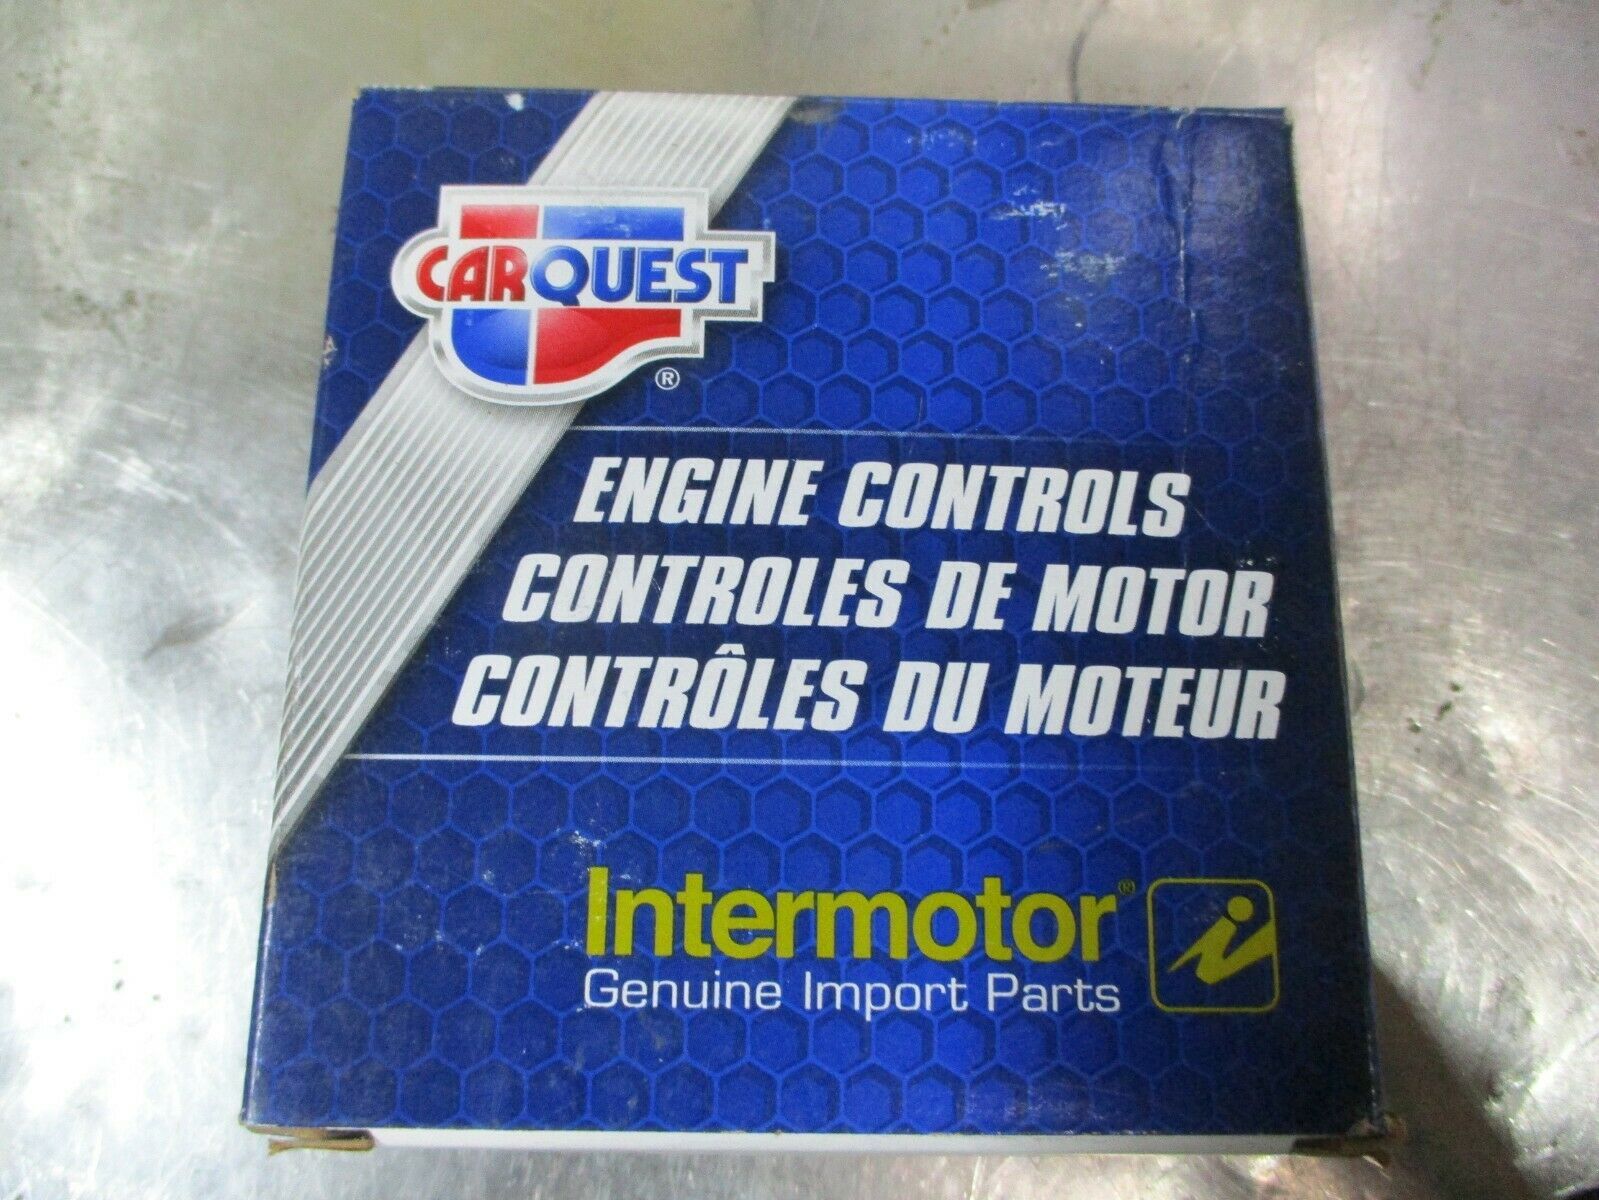 CARQUEST
®
ENGINE CONTROLS
CONTROLES DE MOTOR
CONTRÔLES DU MOTEUR
Intermotor®
Genuine Import Parts